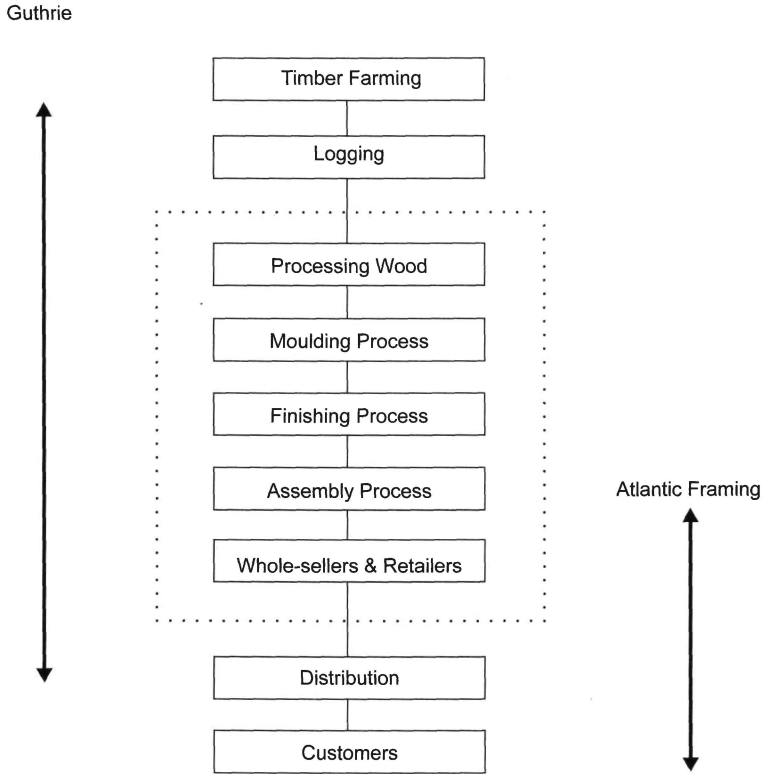 Guthrie
Timber Farming
Logging
Processing Wood
Moulding Process
Finishing Process
Assembly Process
Atlantic Framing
Whole-sellers & Retailers
Distribution
Customers